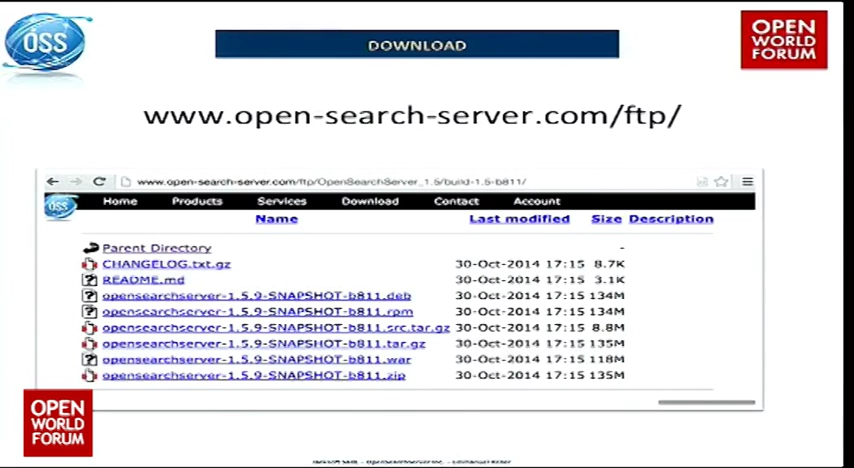 OSS
DOWNLOAD
OPEN
WORLD
FORUM
www.open-search-server.com/ftp/
www.open-search-server.com/ftp/OpenSearchServer_1.5/build-1.5-b811/
OSS
Home Products Services Download Contact Account
Name Last modified Size Description
Parent Directory -
CHANGELOG.txt.gz 30-Oct-2014 17:15 8.7K
README.md 30-Oct-2014 17:15 3.1K
opensearchserver-1.5.9-SNAPSHOT-b811.deb 30-Oct-2014 17:15 134M
opensearchserver-1.5.9-SNAPSHOT-b811.rpm 30-Oct-2014 17:15 134M
opensearchserver-1.5.9-SNAPSHOT-b811.src.tar.gz 30-Oct-2014 17:15 8.8M
opensearchserver-1.5.9-SNAPSHOT-b811.tar.gz 30-Oct-2014 17:15 135M
opensearchserver-1.5.9-SNAPSHOT-b811.war 30-Oct-2014 17:15 118M
opensearchserver-1.5.9-SNAPSHOT-b811.zip 30-Oct-2014 17:15 135M
OPEN
WORLD
FORUM